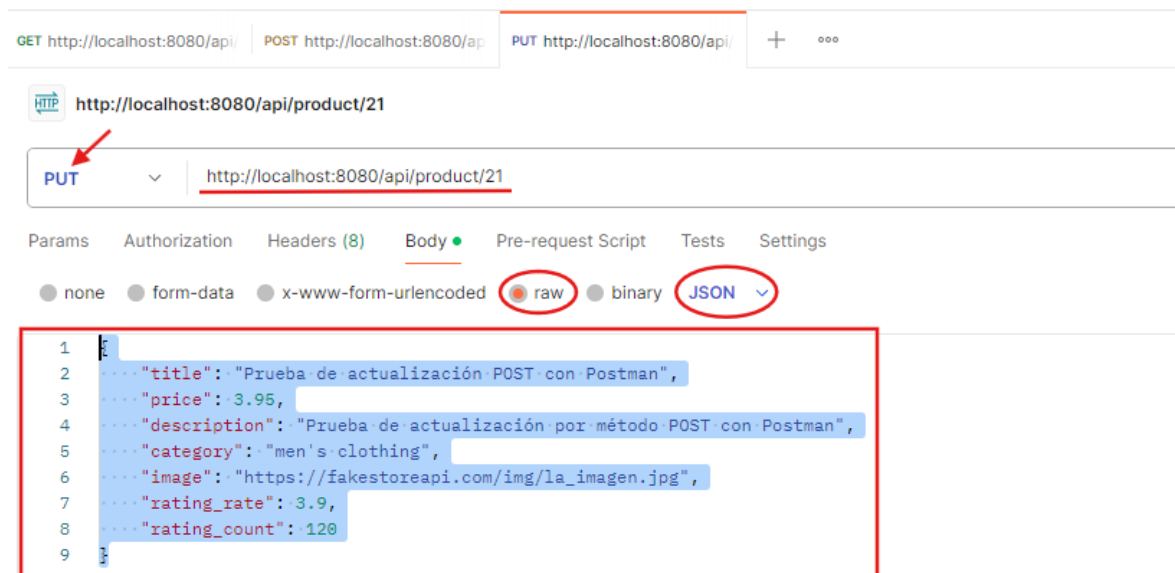 GET http://localhost:8080/api/ POST http://localhost:8080/ap PUT http://localhost:8080/api/
HTTP http://localhost:8080/api/product/21
PUT http://localhost:8080/api/product/21
Params Authorization Headers (8) Body Pre-request Script Tests Settings
none form-data x-www-form-urlencoded raw binary JSON
1 {
2 "title": "Prueba de actualización POST con Postman",
3 "price": 3.95,
4 "description": "Prueba de actualización por método POST con Postman",
5 "category": "men's clothing",
6 "image": "https://fakestoreapi.com/img/la_imagen.jpg",
7 "rating_rate": 3.9,
8 "rating_count": 120
9 }